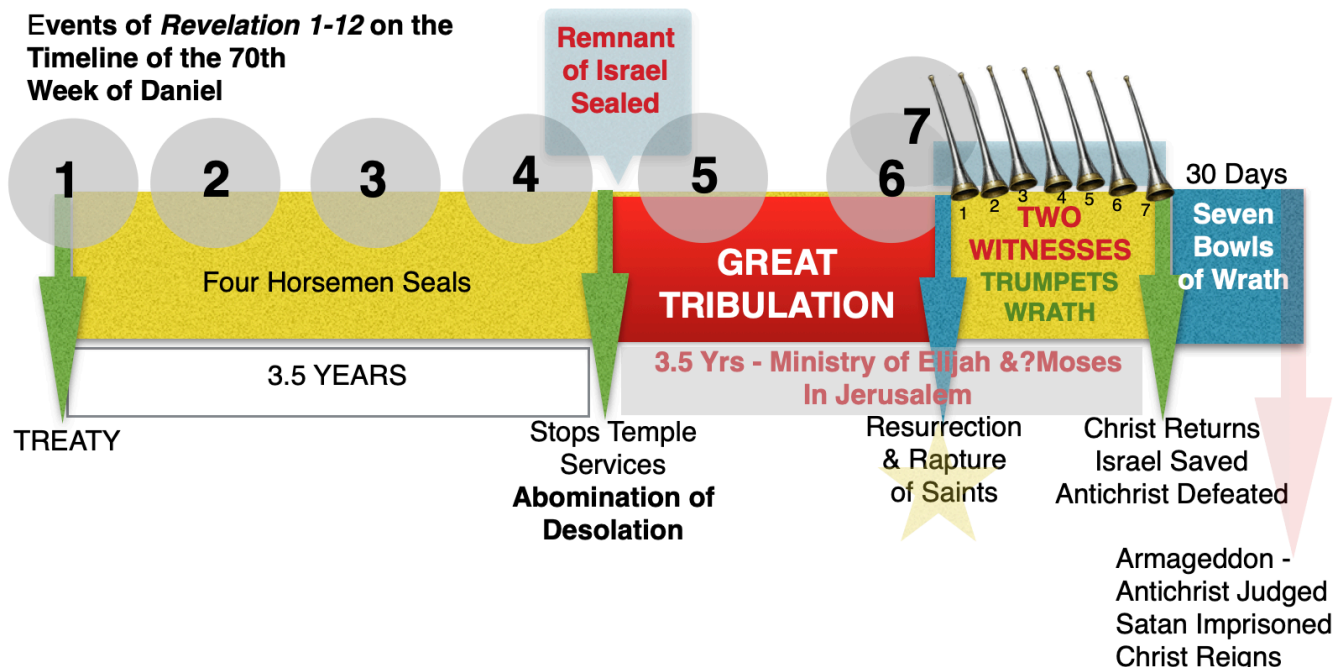 Events of Revelation 1-12 on the
Timeline of the 70th
Week of Daniel
Remnant
of Israel
Sealed
1
2
3
4
5
6
7
1
2
3
4
5
6
7
30 Days
Four Horsemen Seals
GREAT
TRIBULATION
TWO
WITNESSES
TRUMPETS
WRATH
Seven
Bowls
of Wrath
3.5 YEARS
3.5 Yrs - Ministry of Elijah &?Moses
In Jerusalem
TREATY
Stops Temple
Services
Abomination of
Desolation
Resurrection
& Rapture
of Saints
Christ Returns
Israel Saved
Antichrist Defeated
Armageddon -
Antichrist Judged
Satan Imprisoned
Christ Reigns